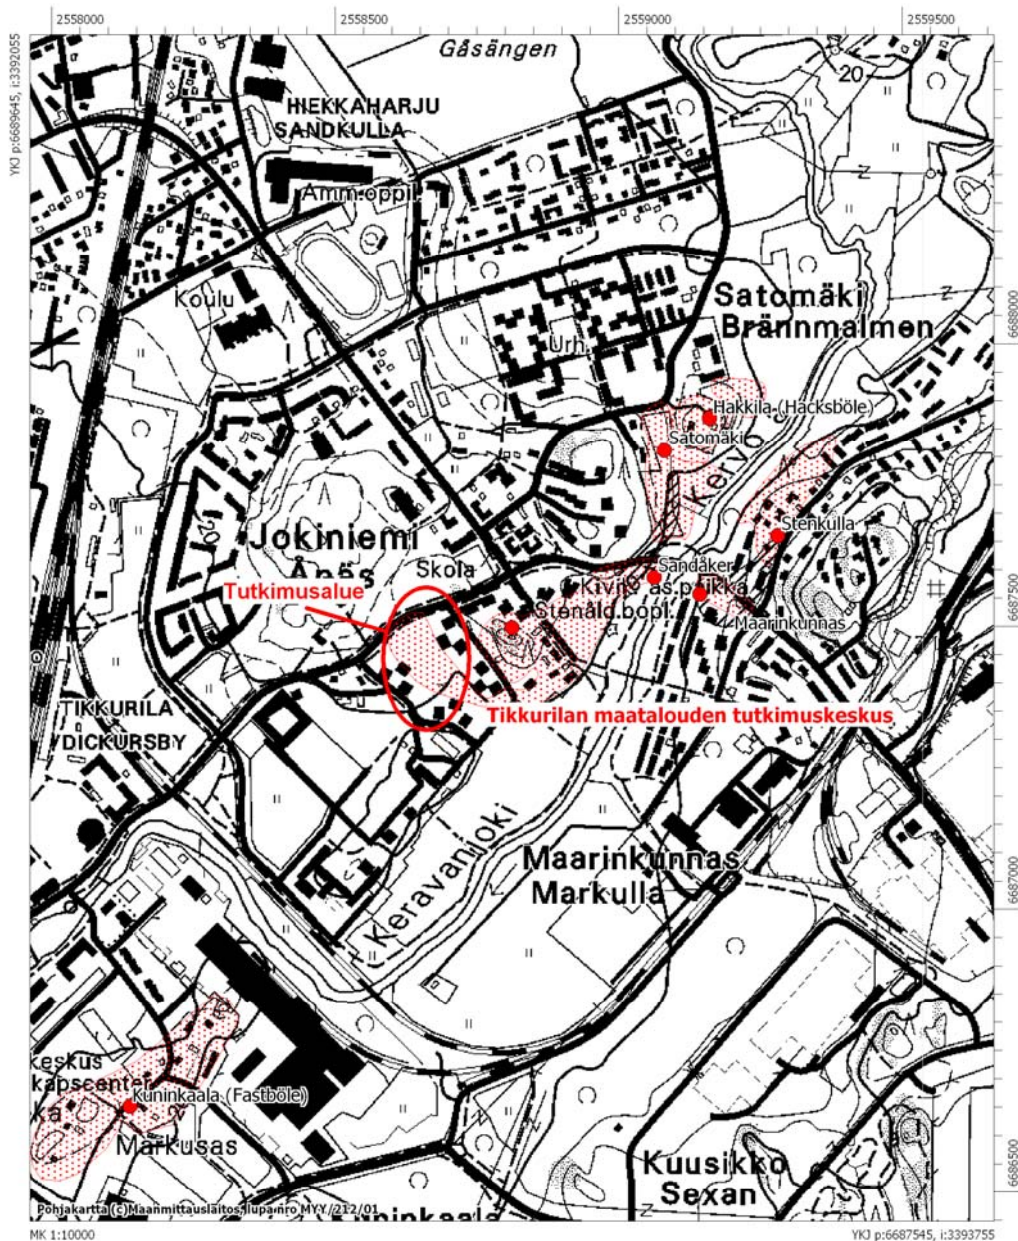 2558000
2558500
2559000
2559500
YKJ p:6689645, i:3392055
Gåsängen
20
HIEKKAHARJU
SANDKULLA
Amm.oppil.
Koulu
Satomäki
Brännmalmen
6688000
Urh.
Hakkila (Hacksböle)
Satomäki
Stenkulla
Jokiniemi
Ånäs
Skola
Sandåker
Kivik. as.paikka
Tutkimusalue
Stenåld.bopl.
Maarinkunnas
6687500
TIKKURILA
DICKURSBY
Tikkurilan maatalouden tutkimuskeskus
Keravanjoki
Maarinkunnas
Markulla
6687000
keskus
kapscenter
Kuninkaala (Fastböle)
Markusas
Kuusikko
Sexan
6686500
Pohjakartta (c)Maanmittauslaitos, lupa nro MYY/212/01
MK 1:10000
YKJ p:6687545, i:3393755